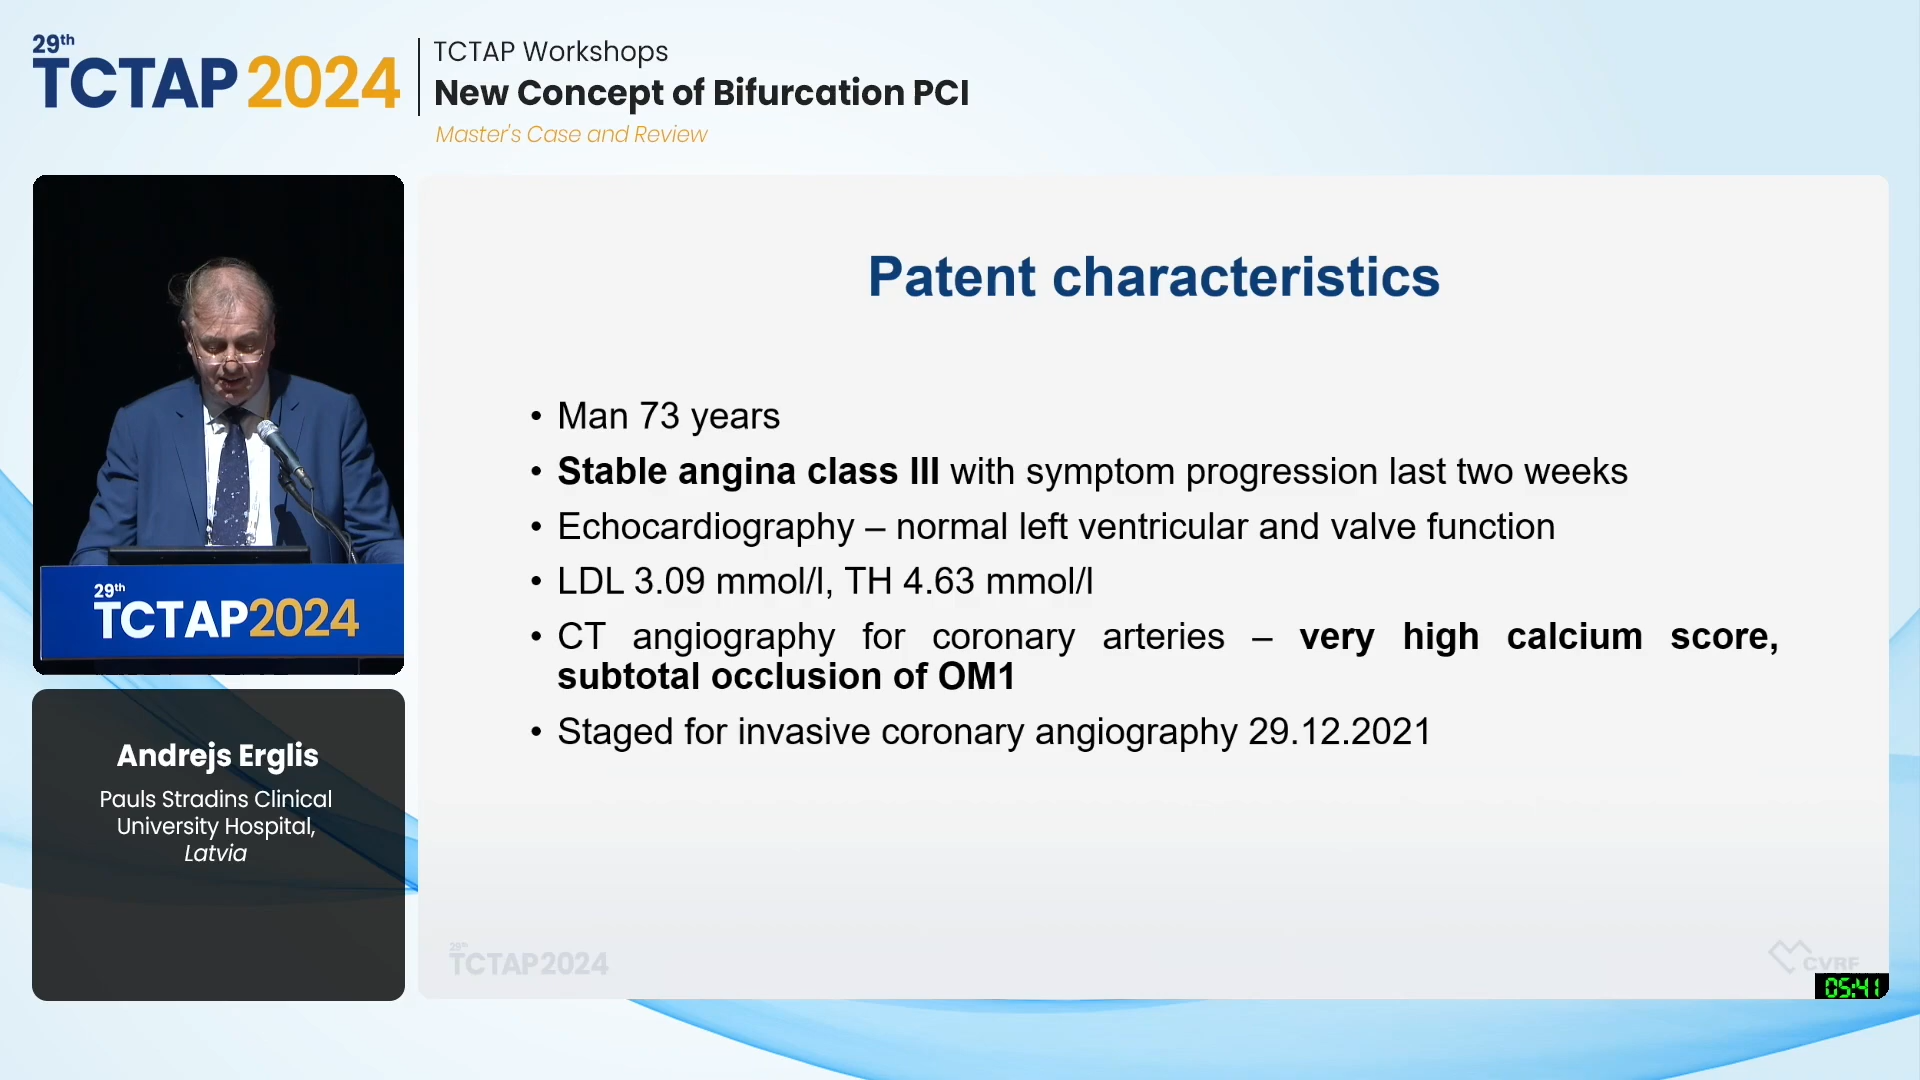 29th
TCTAP 2024
TCTAP Workshops
New Concept of Bifurcation PCI
Master's Case and Review
29th
TCTAP2024
Andrejs Erglis
Pauls Stradins Clinical
University Hospital,
Latvia
Patent characteristics
• Man 73 years
• Stable angina class III with symptom progression last two weeks
• Echocardiography – normal left ventricular and valve function
• LDL 3.09 mmol/l, TH 4.63 mmol/l
• CT angiography for coronary arteries – very high calcium score,
subtotal occlusion of OM1
• Staged for invasive coronary angiography 29.12.2021
29th
TCTAP2024
CVRF
05:41